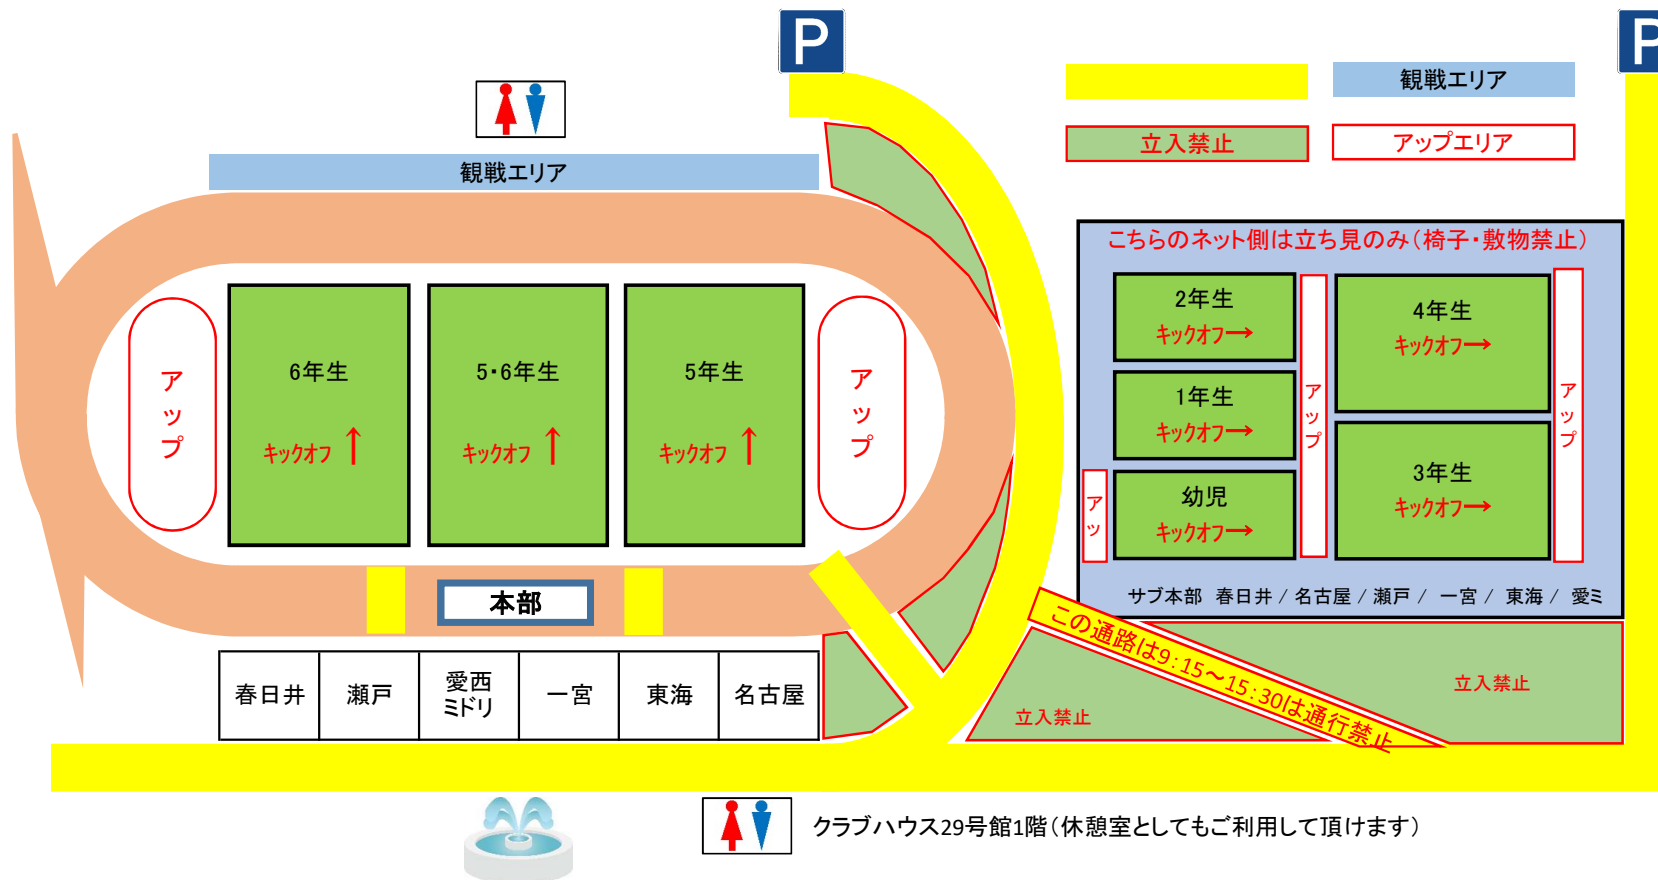 P
P
観戦エリア
立入禁止
アップエリア
観戦エリア
こちらのネット側は立ち見のみ（椅子・敷物禁止）
2年生
キックオフ→
4年生
キックオフ→
1年生
キックオフ→
3年生
キックオフ→
幼児
キックオフ→
アップ
アップ
アッ
サブ本部 春日井 / 名古屋 / 瀬戸 / 一宮 / 東海 / 愛ミ
アップ
6年生
キックオフ ↑
5・6年生
キックオフ ↑
5年生
キックオフ ↑
アップ
本部
春日井
瀬戸
愛西
ミドリ
一宮
東海
名古屋
この通路は9：15～15：30は通行禁止
立入禁止
立入禁止
クラブハウス29号館1階（休憩室としてもご利用して頂けます）